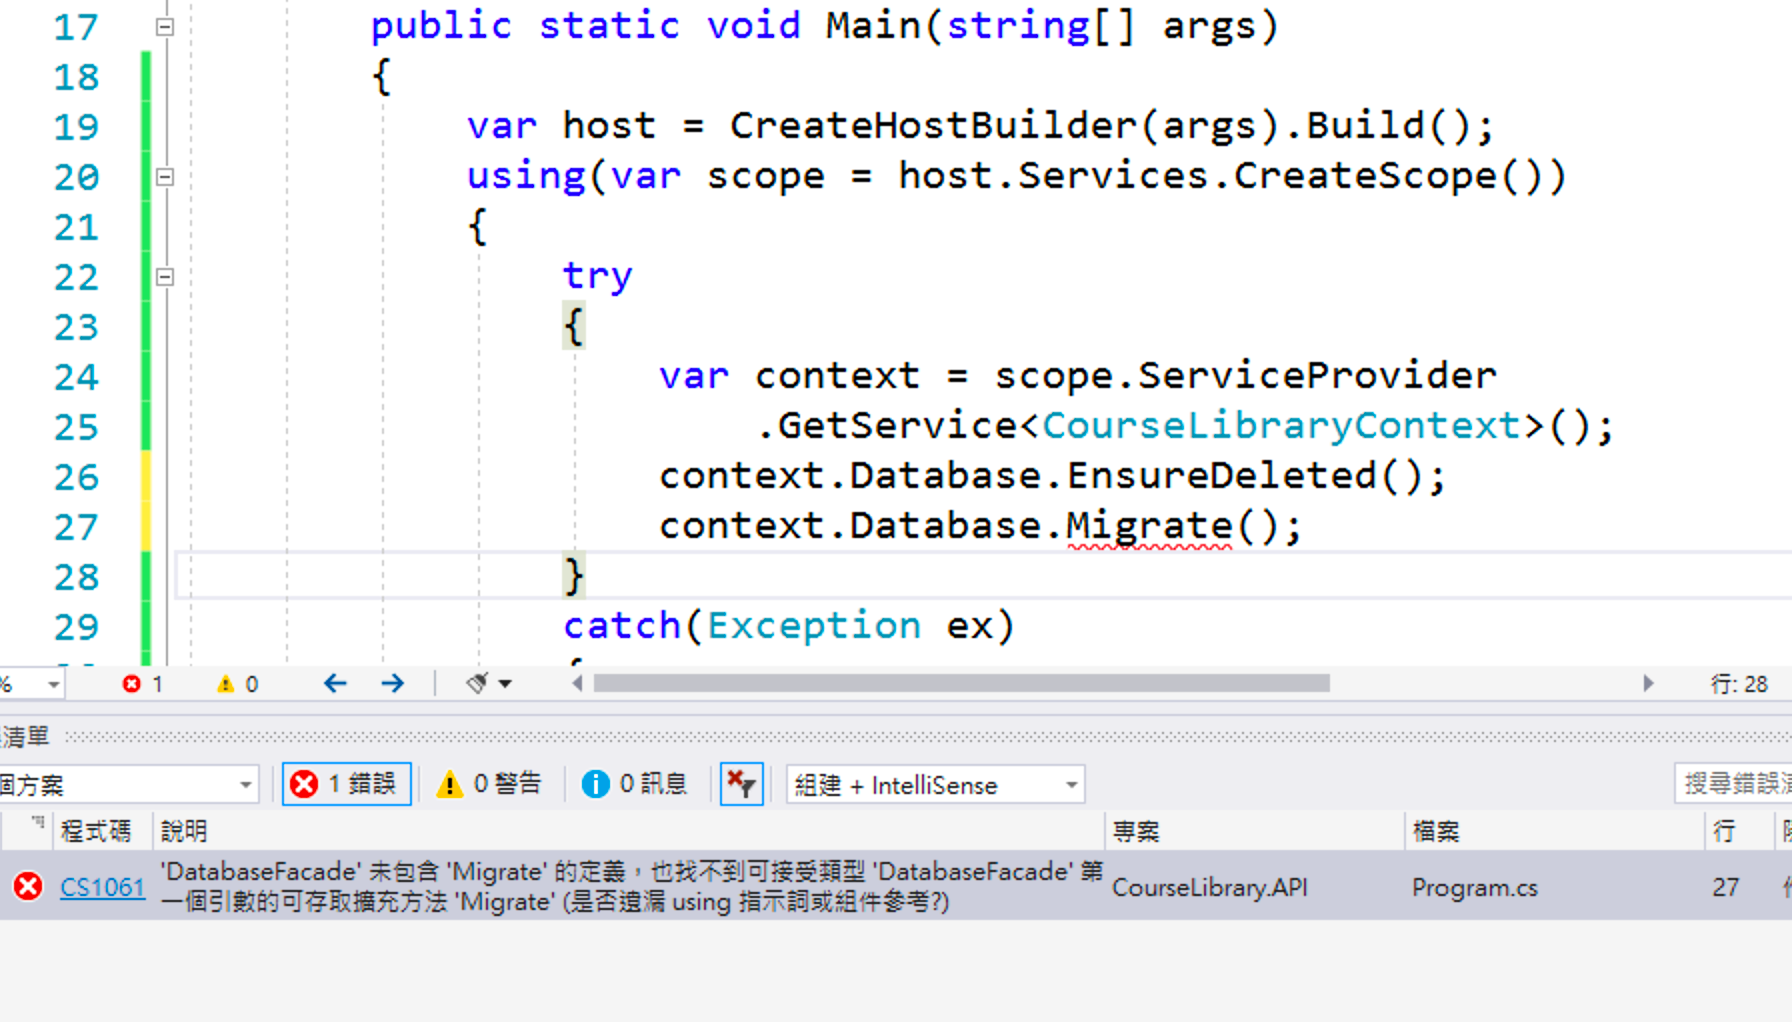 17 public static void Main(string[] args)
18 {
19 var host = CreateHostBuilder(args).Build();
20 using(var scope = host.Services.CreateScope())
21 {
22 try
23 {
24 var context = scope.ServiceProvider
25 .GetService<CourseLibraryContext>();
26 context.Database.EnsureDeleted();
27 context.Database.Migrate();
28 }
29 catch(Exception ex)
% 1 0 行: 28
清單
個方案 1 錯誤 0 警告 0 訊息 組建 + IntelliSense 搜尋錯誤
程式碼 說明 專案 檔案 行
'DatabaseFacade' 未包含 'Migrate' 的定義，也找不到可接受類型 'DatabaseFacade' 第
CS1061 一個引數的可存取擴充方法 'Migrate' (是否遺漏 using 指示詞或組件參考?) CourseLibrary.API Program.cs 27